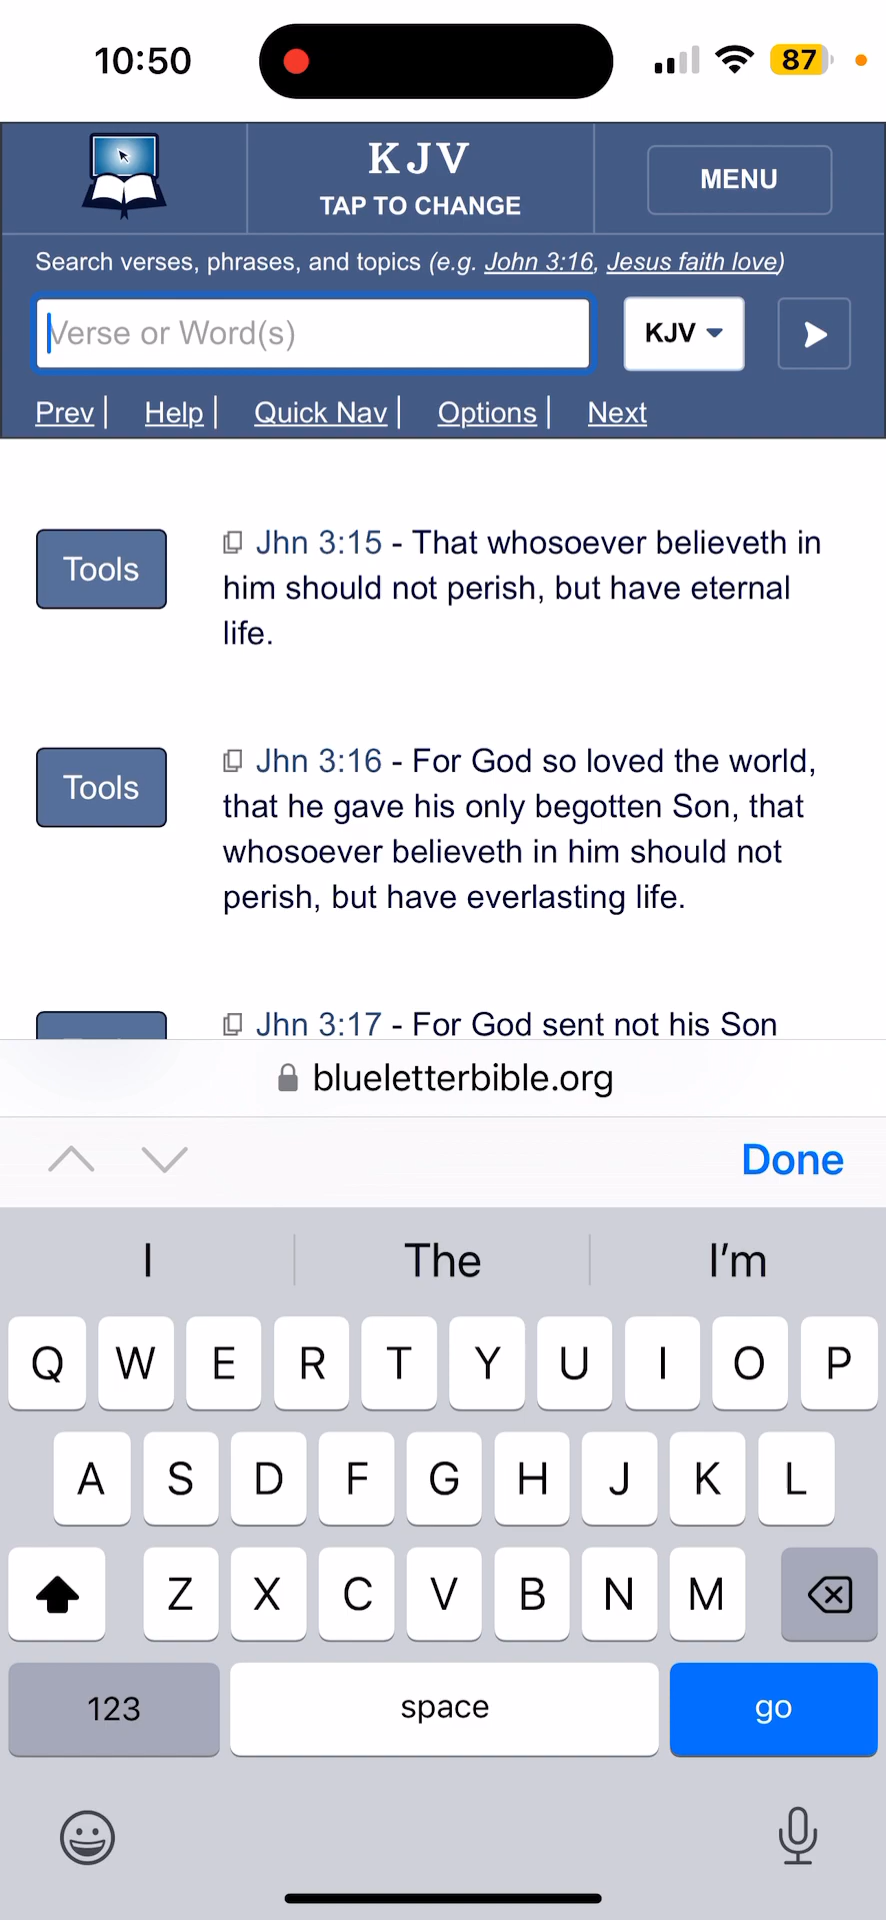 10:50
87
KJV
TAP TO CHANGE
MENU
Search verses, phrases, and topics (e.g. John 3:16, Jesus faith love)
Verse or Word(s)
KJV
Prev | Help | Quick Nav | Options | Next
Tools
Jhn 3:15 - That whosoever believeth in
him should not perish, but have eternal
life.
Tools
Jhn 3:16 - For God so loved the world,
that he gave his only begotten Son, that
whosoever believeth in him should not
perish, but have everlasting life.
Jhn 3:17 - For God sent not his Son
blueletterbible.org
Done
I The I'm
Q W E R T Y U I O P
A S D F G H J K L
Z X C V B N M
123 space go